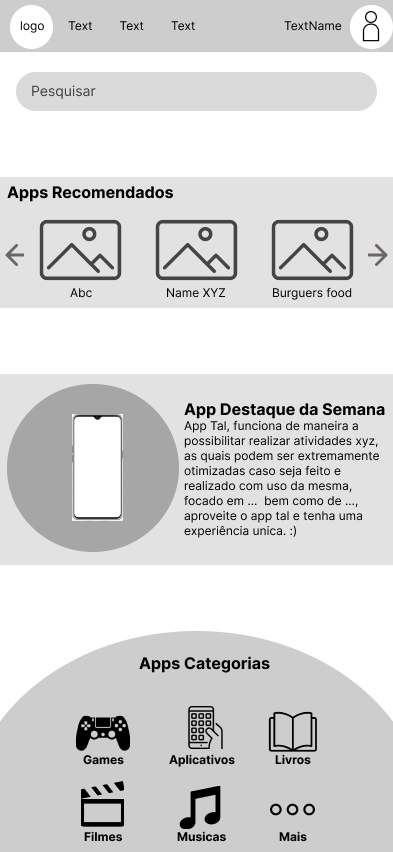 logo Text Text Text TextName
Pesquisar
Apps Recomendados
Abc Name XYZ Burguers food
App Destaque da Semana
App Tal, funciona de maneira a
possibilitar realizar atividades xyz,
as quais podem ser extremamente
otimizadas caso seja feito e
realizado com uso da mesma,
focado em ... bem como de ...,
aproveite o app tal e tenha uma
experiência unica. :)
Apps Categorias
Games Aplicativos Livros
Filmes Musicas Mais